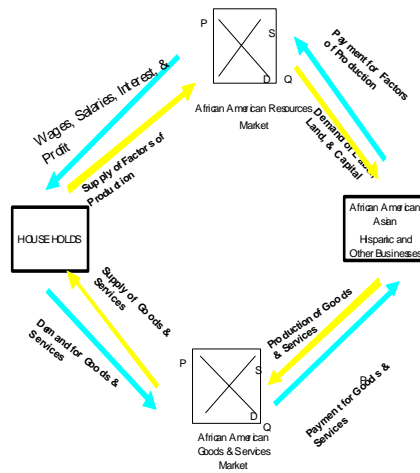 P
S
D Q
African American Resources
Market
Wages, Salaries, Interest, &
Profit
Supply of Factors of
Production
Payment for Factors
of Production
Demand of
Land, & Capital
HOUSEHOLDS
African American
Asian
Hispanic and
Other Businesses
Supply of Goods &
Services
Demand for Goods &
Services
Production of Goods
& Services
Payment for Goods &
Services
D
P
S
D
Q
African American
Goods & Services
Market